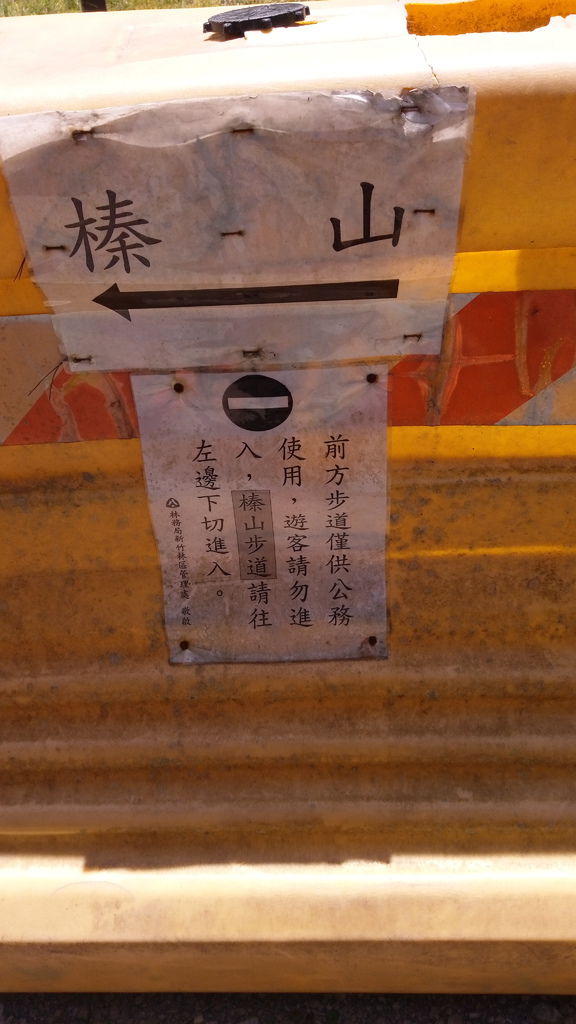 榛 山
前方步道僅供公務
使用，遊客請勿進
入，榛山步道請往
左邊下切進入。
林務局新竹林區管理處 敬啟